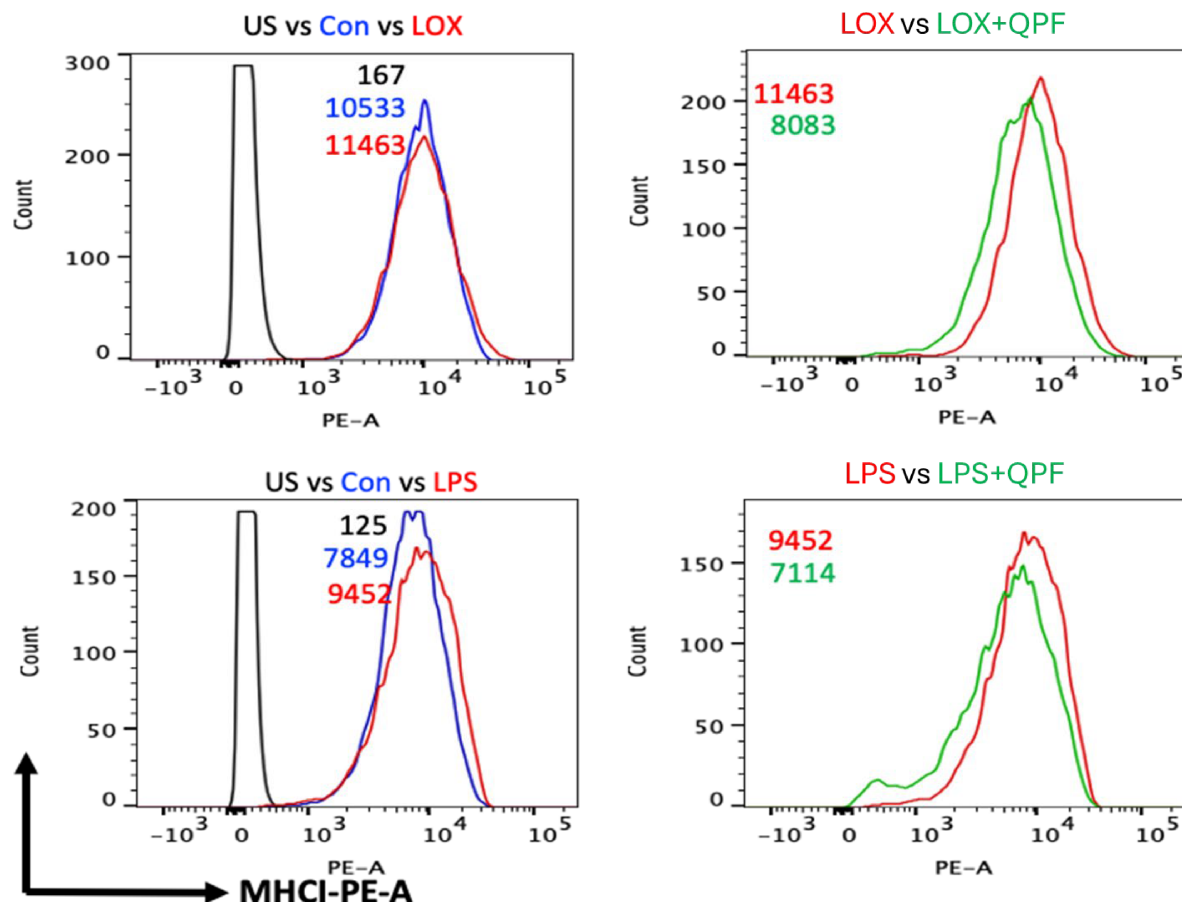 US vs Con vs LOX
300
200
100
0
167
10533
11463
Count
-10³ 0 10³ 10⁴ 10⁵
PE-A
LOX vs LOX+QPF
200
150
100
50
0
11463
8083
Count
-10³ 0 10³ 10⁴ 10⁵
PE-A
US vs Con vs LPS
200
150
100
50
0
125
7849
9452
Count
-10³ 0 10³ 10⁴ 10⁵
PE-A
LPS vs LPS+QPF
150
100
50
0
9452
7114
Count
-10³ 0 10³ 10⁴ 10⁵
PE-A
MHCI-PE-A